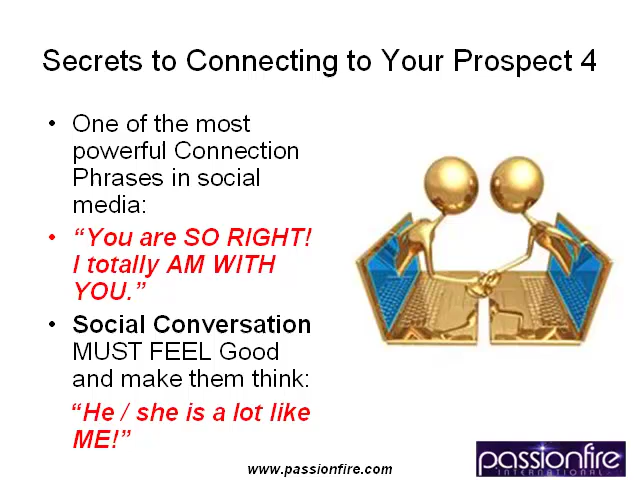 Secrets to Connecting to Your Prospect 4
• One of the most
powerful Connection
Phrases in social
media:
• “You are SO RIGHT!
I totally AM WITH
YOU.”
• Social Conversation
MUST FEEL Good
and make them think:
“He / she is a lot like
ME!”
www.passionfire.com
passionfire
INTERNATIONAL